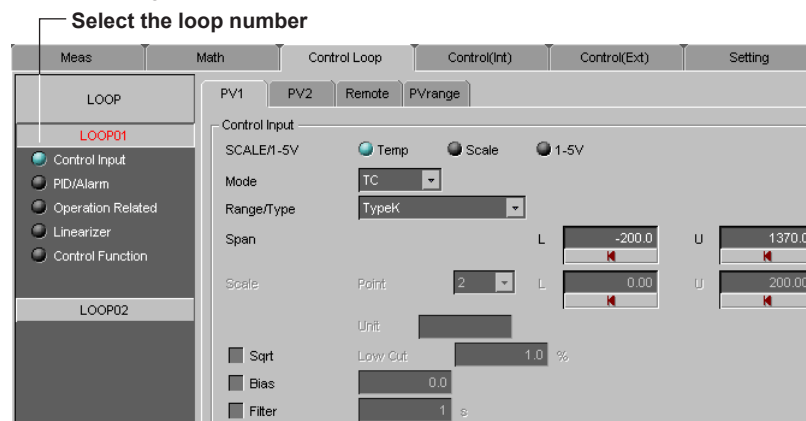 Select the loop number
Meas Math Control Loop Control(Int) Control(Ext) Setting
LOOP
LOOP01
Control Input
PID/Alarm
Operation Related
Linearizer
Control Function
LOOP02
PV1 PV2 Remote PVrange
Control Input
SCALE/1-5V Temp Scale 1-5V
Mode TC
Range/Type TypeK
Span L -200.0 U 1370.0
Scale Point 2 L 0.00 U 200.00
Unit
Sqrt Low Cut 1.0 %
Bias 0.0
Filter 1 s